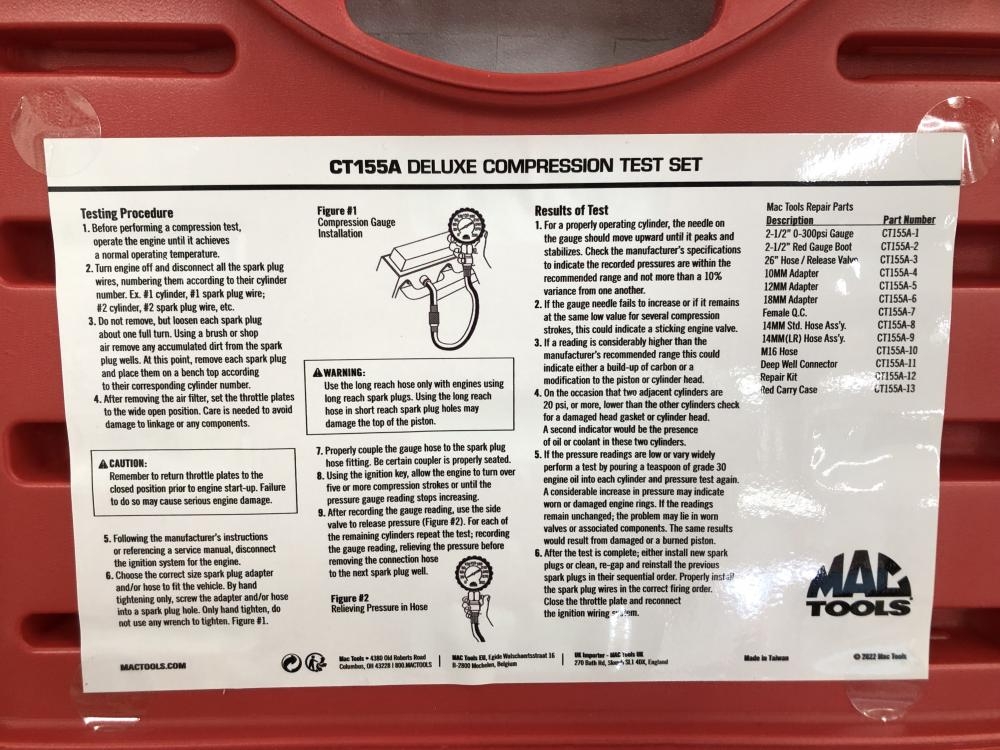 CT155A DELUXE COMPRESSION TEST SET
Testing Procedure
1. Before performing a compression test,
operate the engine until it achieves
a normal operating temperature.
2. Turn engine off and disconnect all the spark plug
wires, numbering them according to their cylinder
number. Ex. #1 cylinder, #1 spark plug wire;
#2 cylinder, #2 spark plug wire, etc.
3. Do not remove, but loosen each spark plug
about one full turn. Using a brush or shop
air remove any accumulated dirt from the spark
plug wells. At this point, remove each spark plug
and place them on a bench top according
to their corresponding cylinder number.
4. After removing the air filter, set the throttle plates
to the wide open position. Care is needed to avoid
damage to linkage or any components.
CAUTION:
Remember to return throttle plates to the
closed position prior to engine start-up. Failure
to do so may cause serious engine damage.
5. Following the manufacturer's instructions
or referencing a service manual, disconnect
the ignition system for the engine.
6. Choose the correct size spark plug adapter
and/or hose to fit the vehicle. By hand
tightening only, screw the adapter and/or hose
into a spark plug hole. Only hand tighten, do
not use any wrench to tighten. Figure #1.
Figure #1
Compression Gauge
Installation
WARNING:
Use the long reach hose only with engines using
long reach spark plugs. Using the long reach
hose in short reach spark plug holes may
damage the top of the piston.
7. Properly couple the gauge hose to the spark plug
hose fitting. Be certain coupler is properly seated.
8. Using the ignition key, allow the engine to turn over
five or more compression strokes or until the
pressure gauge reading stops increasing.
9. After recording the gauge reading, use the side
valve to release pressure (Figure #2). For each of
the remaining cylinders repeat the test; recording
the gauge reading, relieving the pressure before
removing the connection hose
to the next spark plug well.
Figure #2
Relieving Pressure in Hose
Results of Test
1. For a properly operating cylinder, the needle on
the gauge should move upward until it peaks and
stabilizes. Check the manufacturer's specifications
to indicate the recorded pressures are within the
recommended range and not more than a 10%
variance from one another.
2. If the gauge needle fails to increase or if it remains
at the same low value for several compression
strokes, this could indicate a sticking engine valve.
3. If a reading is considerably higher than the
manufacturer's recommended range this could
indicate either a build-up of carbon or a
modification to the piston or cylinder head.
4. On the occasion that two adjacent cylinders are
20 psi, or more, lower than the other cylinders check
for a damaged head gasket or cylinder head.
A second indicator would be the presence
of oil or coolant in these two cylinders.
5. If the pressure readings are low or vary widely
perform a test by pouring a teaspoon of grade 30
engine oil into each cylinder and pressure test again.
A considerable increase in pressure may indicate
worn or damaged engine rings. If the readings
remain unchanged; the problem may lie in worn
valves or associated components. The same results
would result from damaged or a burned piston.
6. After the test is complete; either install new spark
plugs or clean, re-gap and reinstall the previous
spark plugs in their sequential order. Properly install
the spark plug wires in the correct firing order.
Close the throttle plate and reconnect
the ignition wiring system.
Mac Tools Repair Parts
Description Part Number
2-1/2" 0-300psi Gauge CT155A-1
2-1/2" Red Gauge Boot CT155A-2
26" Hose / Release Valve CT155A-3
10MM Adapter CT155A-4
12MM Adapter CT155A-5
18MM Adapter CT155A-6
Female Q.C. CT155A-7
14MM Std. Hose Ass'y. CT155A-8
14MM(LR) Hose Ass'y. CT155A-9
M16 Hose CT155A-10
Deep Well Connector CT155A-11
Repair Kit CT155A-12
Red Carry Case CT155A-13
MAC
TOOLS
MACTOOLS.COM
Mac Tools • 4380 Old Roberts Road
Columbus, OH 43228 | 800.MACTOOLS
MAC Tools EU, Egide Walschaertsstraat 16
B-2800 Mechelen, Belgium
UK Importer - MAC Tools UK
270 Bath Rd, Slough SL1 4DX, England
Made in Taiwan
© 2022 Mac Tools